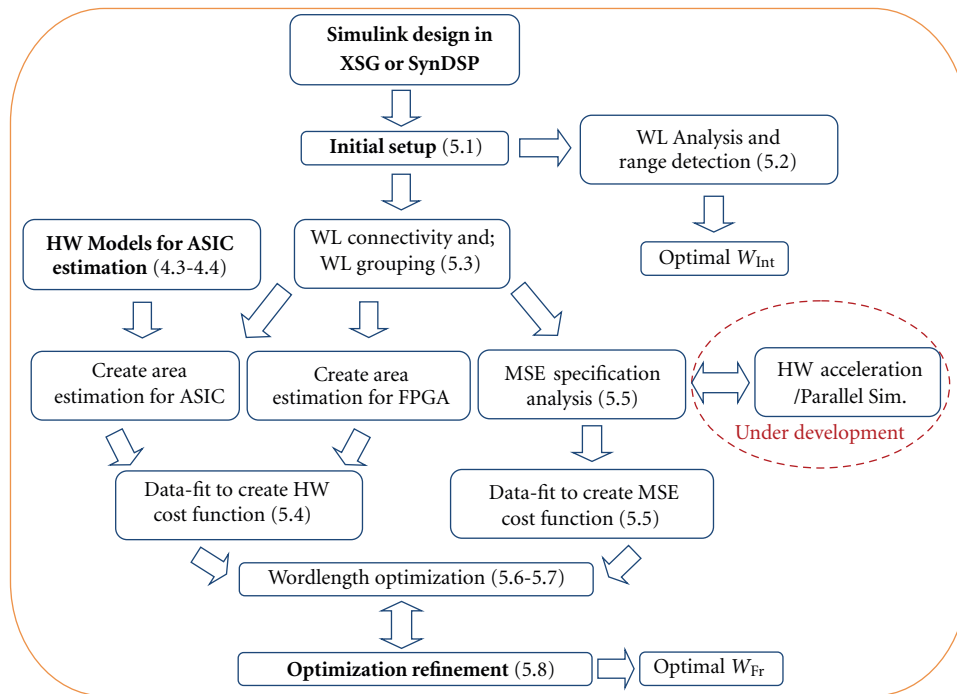 Simulink design in
XSG or SynDSP
Initial setup (5.1)
WL Analysis and
range detection (5.2)
HW Models for ASIC
estimation (4.3-4.4)
WL connectivity and;
WL grouping (5.3)
Optimal W_Int
Create area
estimation for ASIC
Create area
estimation for FPGA
MSE specification
analysis (5.5)
HW acceleration
/Parallel Sim.
Under development
Data-fit to create HW
cost function (5.4)
Data-fit to create MSE
cost function (5.5)
Wordlength optimization (5.6-5.7)
Optimization refinement (5.8)
Optimal W_Fr